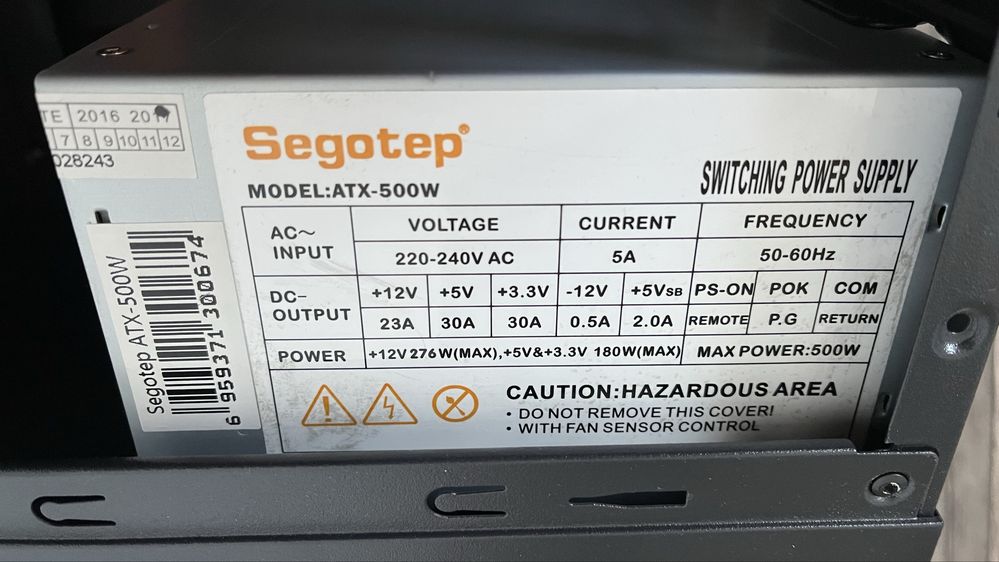 TE 2016 2017
7 8 9 10 11 12
028243
Segotep®
MODEL:ATX-500W
SWITCHING POWER SUPPLY
AC~ INPUT
VOLTAGE CURRENT FREQUENCY
220-240V AC 5A 50-60Hz
DC- OUTPUT
+12V +5V +3.3V -12V +5VSB PS-ON POK COM
23A 30A 30A 0.5A 2.0A REMOTE P.G RETURN
POWER +12V 276W(MAX),+5V&+3.3V 180W(MAX) MAX POWER:500W
CAUTION:HAZARDOUS AREA
• DO NOT REMOVE THIS COVER!
• WITH FAN SENSOR CONTROL
Segotep ATX-500W
6 959371 300674